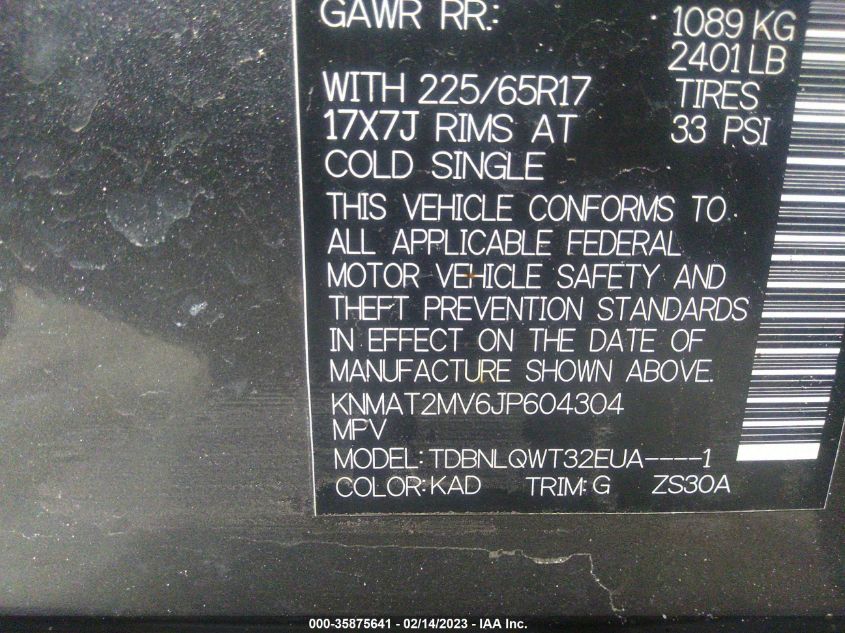 GAWR RR: 1089 KG
2401 LB
WITH 225/65R17 TIRES
17X7J RIMS AT 33 PSI
COLD SINGLE
THIS VEHICLE CONFORMS TO
ALL APPLICABLE FEDERAL
MOTOR VEHICLE SAFETY AND
THEFT PREVENTION STANDARDS
IN EFFECT ON THE DATE OF
MANUFACTURE SHOWN ABOVE.
KNMAT2MV6JP604304
MPV
MODEL: TDBNLQWT32EUA----1
COLOR: KAD TRIM: G ZS30A
000-35875641 - 02/14/2023 - IAA Inc.